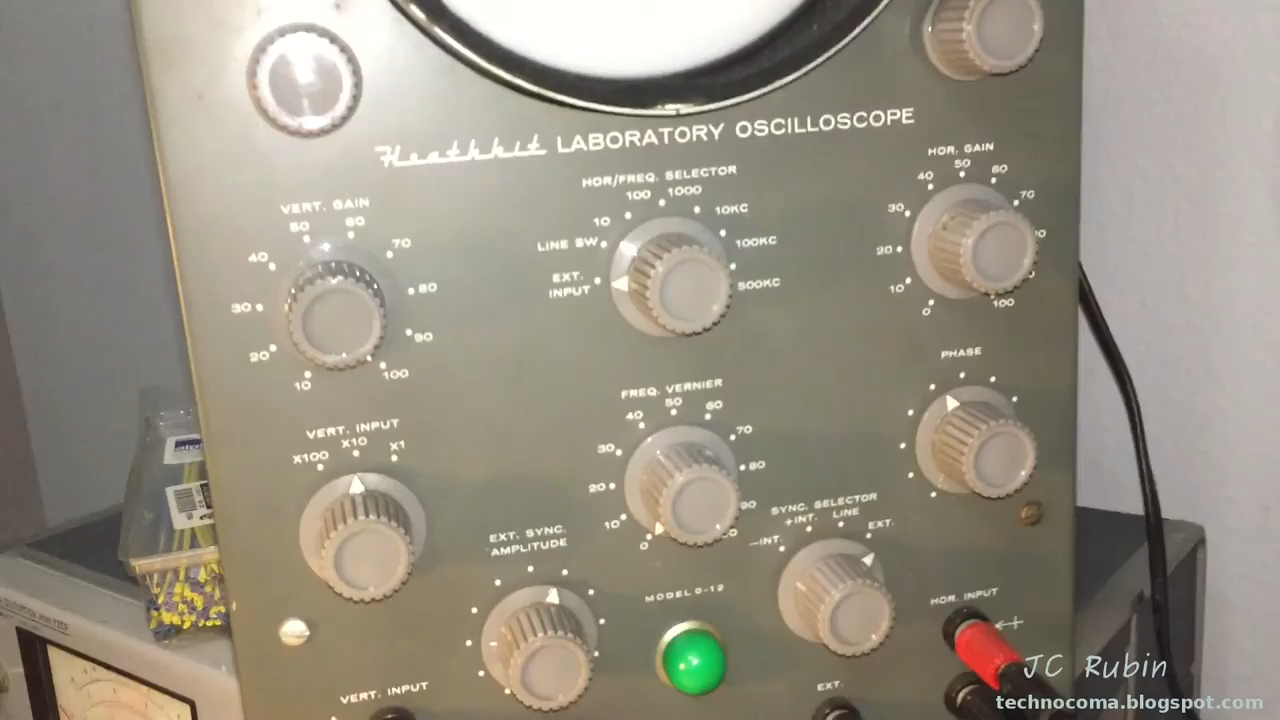 Heathkit LABORATORY OSCILLOSCOPE
VERT. GAIN
10 20 30 40 50 60 70 80 90 100
HOR/FREQ. SELECTOR
EXT. INPUT
LINE SW.
10 100 1000 10KC 100KC 500KC
HOR. GAIN
0 10 20 30 40 50 60 70 100
VERT. INPUT
X100 X10 X1
FREQ. VERNIER
0 10 20 30 40 50 60 70 80 90
PHASE
EXT. SYNC.
AMPLITUDE
SYNC. SELECTOR
-INT. +INT. LINE EXT.
MODEL O-12
HOR. INPUT
VERT. INPUT
EXT.
DISTORTION ANALYZER
JC Rubin
technocoma.blogspot.com